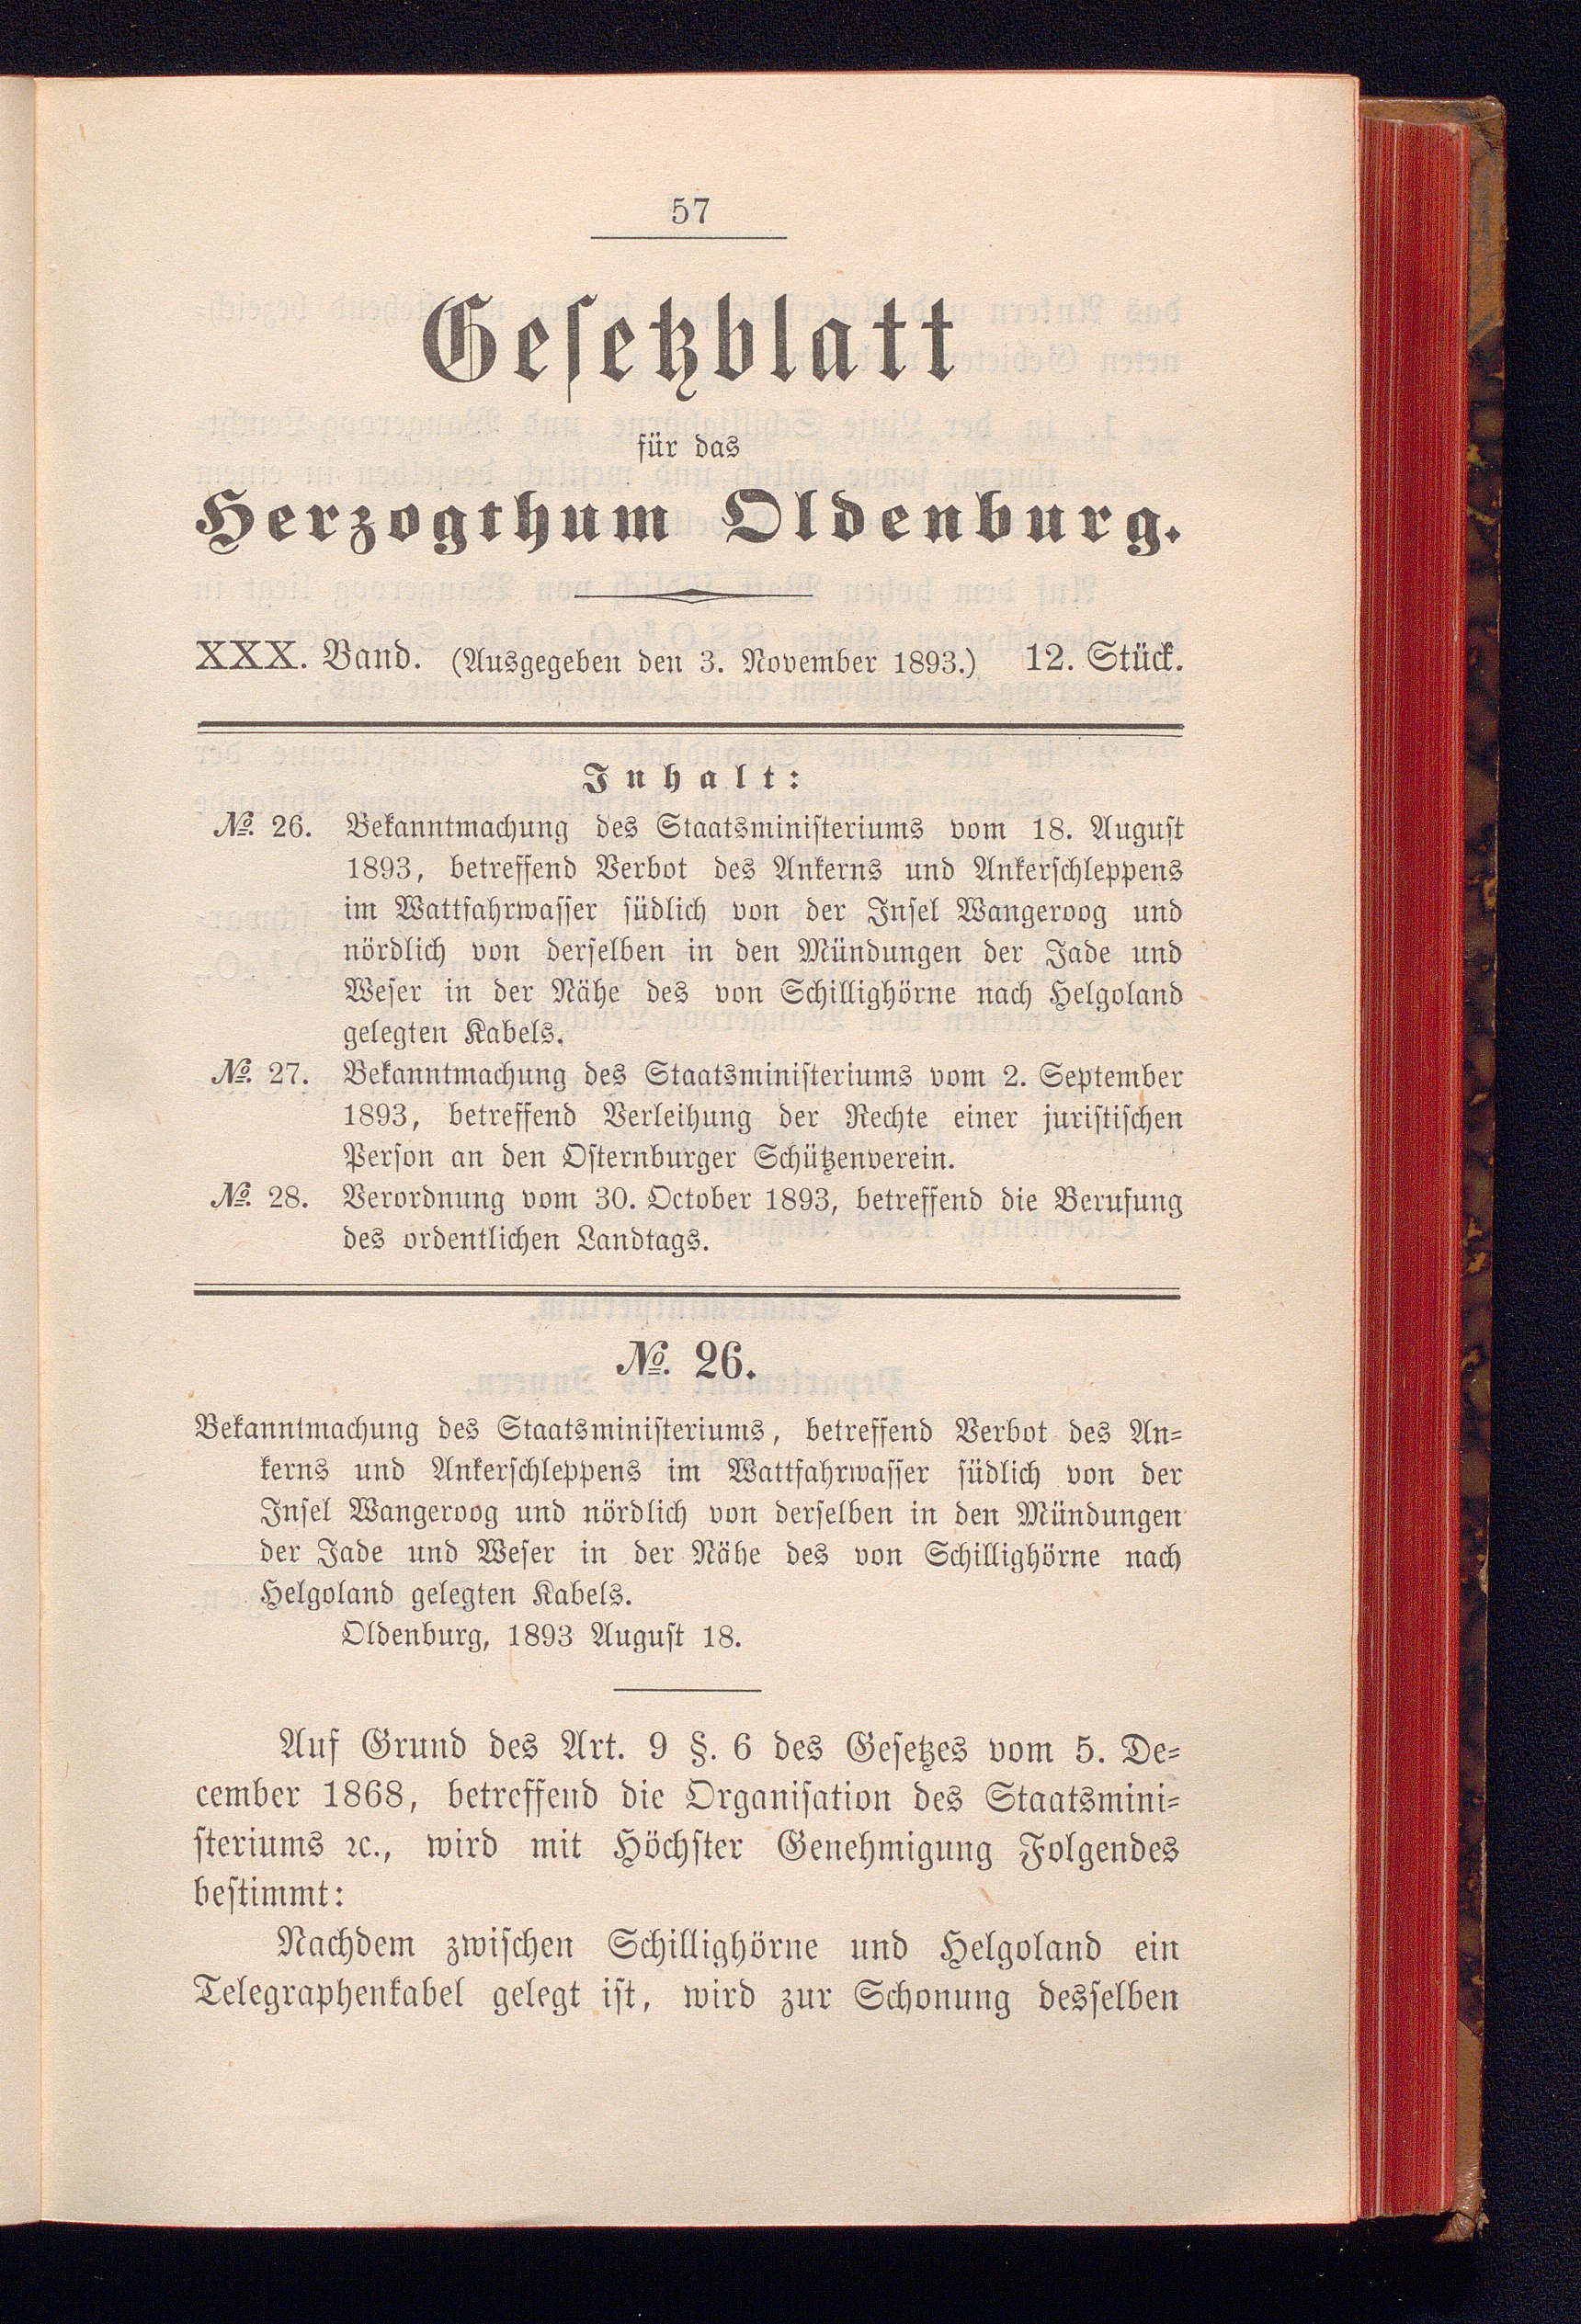 57
Gesetzblatt
für das
Herzogthum Oldenburg.
XXX. Band. (Ausgegeben den 3. November 1893.) 12. Stück.
Inhalt:
№. 26. Bekanntmachung des Staatsministeriums vom 18. August
1893, betreffend Verbot des Ankerns und Ankerschleppens
im Wattfahrwasser südlich von der Insel Wangeroog und
nördlich von derselben in den Mündungen der Jade und
Weser in der Nähe des von Schillighörne nach Helgoland
gelegten Kabels.
№. 27. Bekanntmachung des Staatsministeriums vom 2. September
1893, betreffend Verleihung der Rechte einer juristischen
Person an den Osternburger Schützenverein.
№. 28. Verordnung vom 30. October 1893, betreffend die Berufung
des ordentlichen Landtags.
№. 26.
Bekanntmachung des Staatsministeriums, betreffend Verbot des An-
kerns und Ankerschleppens im Wattfahrwasser südlich von der
Insel Wangeroog und nördlich von derselben in den Mündungen
der Jade und Weser in der Nähe des von Schillighörne nach
Helgoland gelegten Kabels.
Oldenburg, 1893 August 18.
Auf Grund des Art. 9 §. 6 des Gesetzes vom 5. De-
cember 1868, betreffend die Organisation des Staatsmini-
steriums ꝛc., wird mit Höchster Genehmigung Folgendes
bestimmt:
Nachdem zwischen Schillighörne und Helgoland ein
Telegraphenkabel gelegt ist, wird zur Schonung desselben